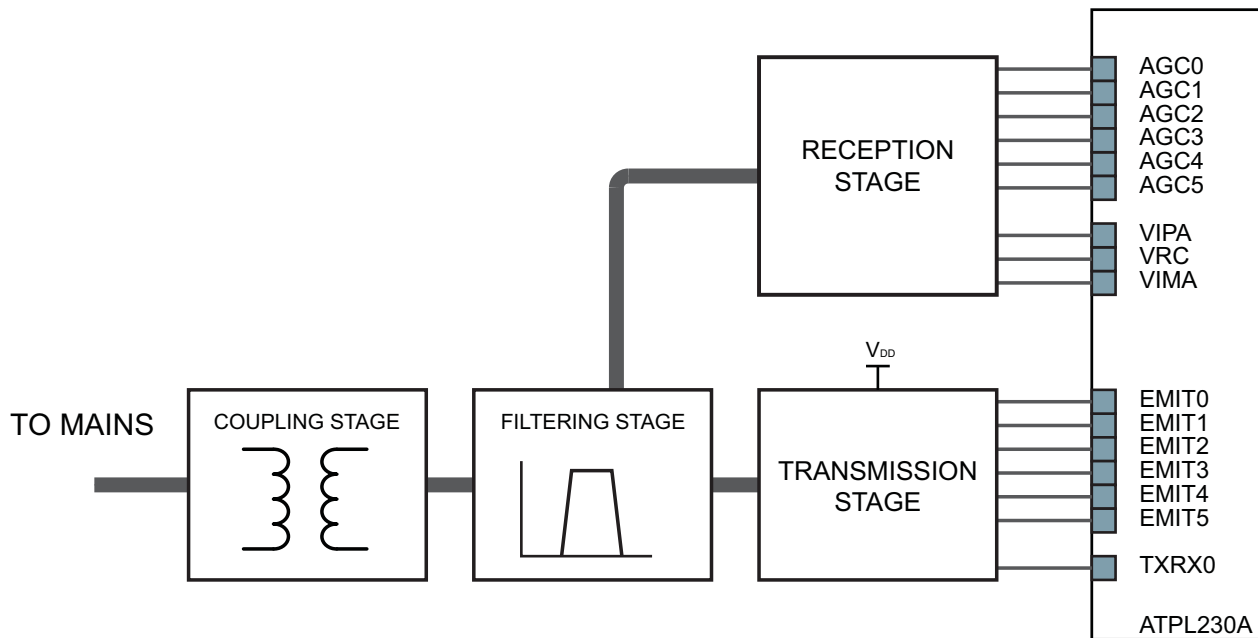 AGC0
AGC1
AGC2
AGC3
AGC4
AGC5
RECEPTION
STAGE
VIPA
VRC
VIMA
VDD
TO MAINS
COUPLING STAGE
FILTERING STAGE
TRANSMISSION
STAGE
EMIT0
EMIT1
EMIT2
EMIT3
EMIT4
EMIT5
TXRX0
ATPL230A